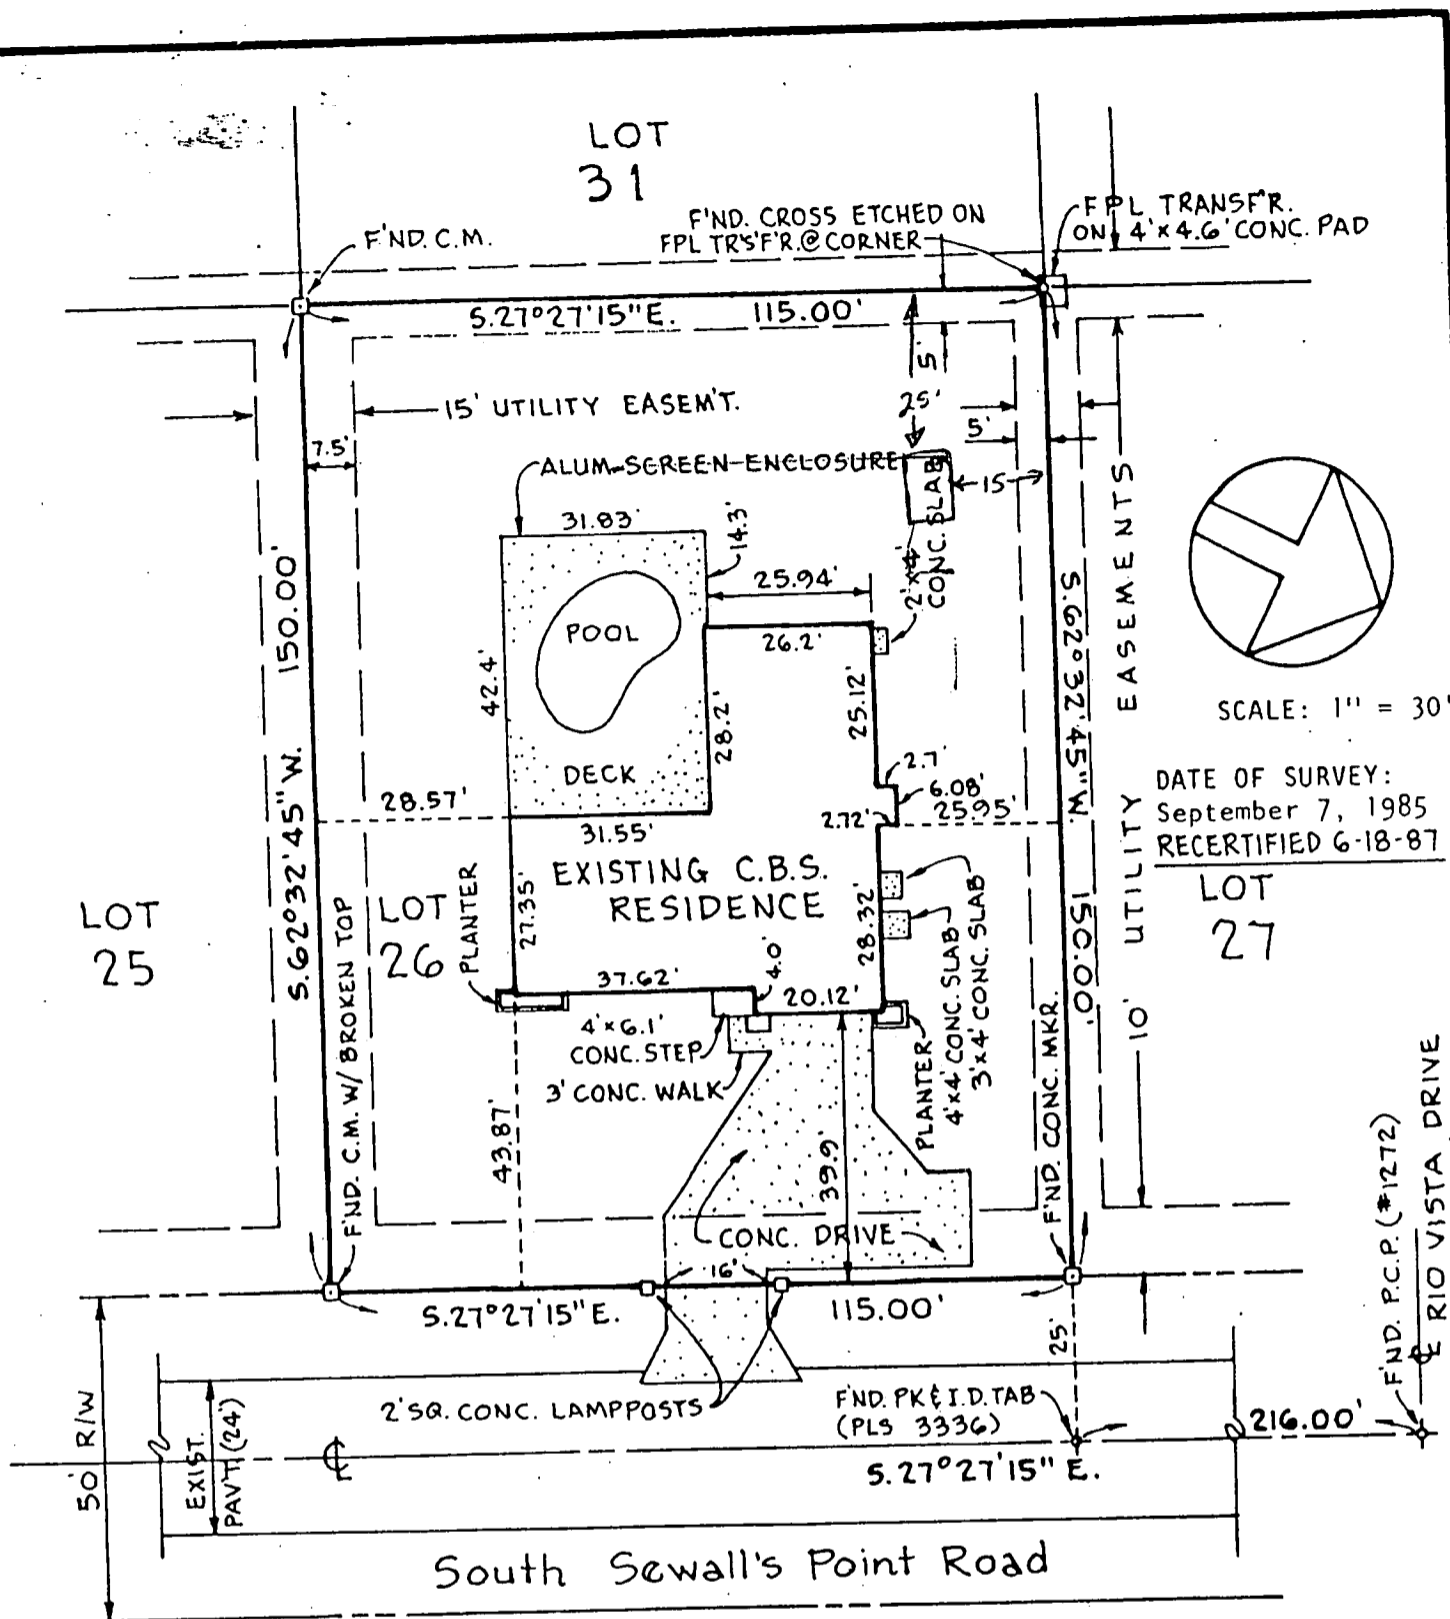 LOT
31
F'ND. C.M.
F'ND. CROSS ETCHED ON
FPL TR'S'F'R. @ CORNER
FPL TRANSF'R.
ON 4' x 4.6' CONC. PAD
S.27°27'15"E. 115.00'
15' UTILITY EASEM'T.
7.5'
5'
25'
5'
15
ALUM. SCREEN ENCLOSURE
2'x4'
CONC. SLAB
31.83'
14.3'
25.94'
POOL
26.2'
42.4'
28.2'
25.12'
DECK
2.7'
6.08'
28.57'
31.55'
2.72'
25.95'
S.62°32'45"W. 150.00'
S.62°32'45"W. 150.00'
10' UTILITY EASEMENTS
SCALE: 1" = 30'
DATE OF SURVEY:
September 7, 1985
RECERTIFIED 6-18-87
LOT
25
LOT
26
LOT
27
EXISTING C.B.S.
RESIDENCE
PLANTER
27.35'
28.32'
37.62'
4.0'
20.12'
4' x 6.1'
CONC. STEP
3' CONC. WALK
PLANTER
4'x4' CONC. SLAB
3'x4' CONC. SLAB
F'ND. C.M. W/ BROKEN TOP
F'ND. CONC. MKR.
43.87'
39.9'
CONC. DRIVE
16'
S.27°27'15"E. 115.00'
25'
F'ND. P.C.P. (#1272)
℄ RIO VISTA DRIVE
2' SQ. CONC. LAMPPOSTS
F'ND. PK & I.D. TAB
(PLS 3336)
216.00'
℄
S.27°27'15" E.
50' R/W
EXIST.
PAV'T (24')
South Sewall's Point Road